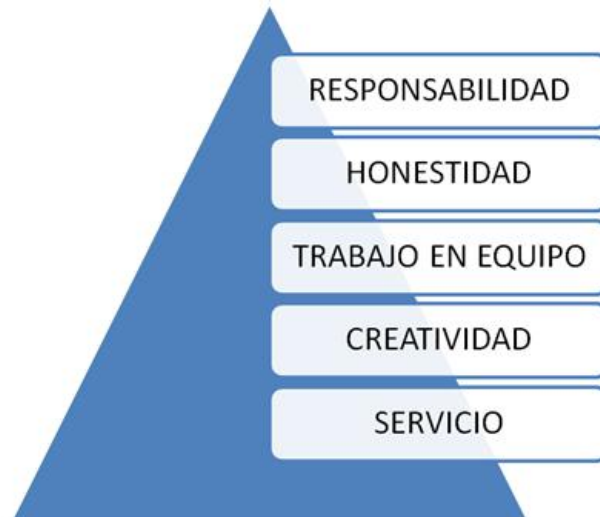 RESPONSABILIDAD
HONESTIDAD
TRABAJO EN EQUIPO
CREATIVIDAD
SERVICIO